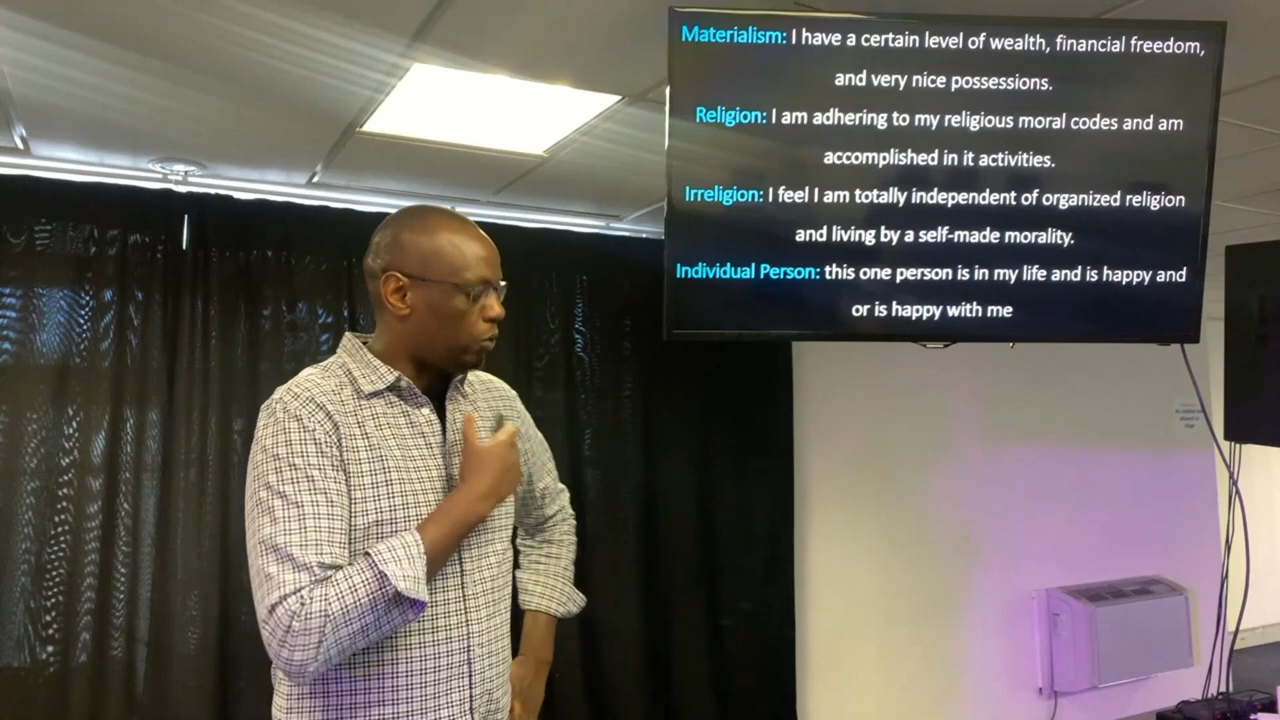 Materialism: I have a certain level of wealth, financial freedom,
and very nice possessions.
Religion: I am adhering to my religious moral codes and am
accomplished in it activities.
Irreligion: I feel I am totally independent of organized religion
and living by a self-made morality.
Individual Person: this one person is in my life and is happy and
or is happy with me